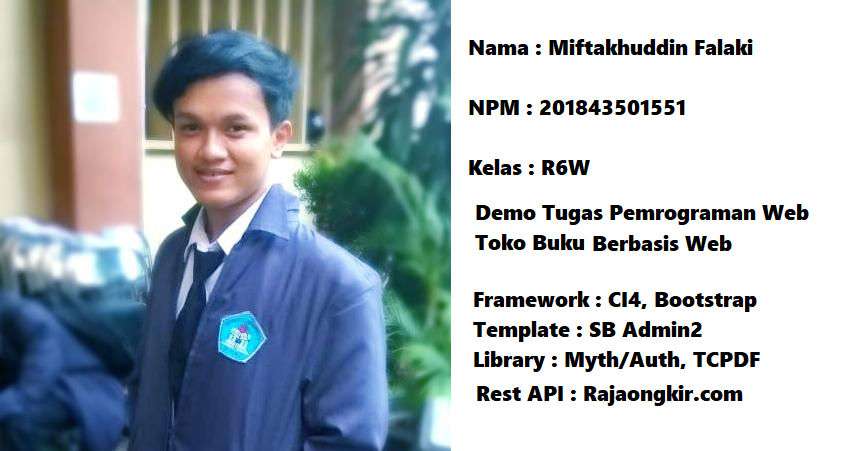 Nama : Miftakhuddin Falaki
NPM : 201843501551
Kelas : R6W
Demo Tugas Pemrograman Web
Toko Buku Berbasis Web
Framework : CI4, Bootstrap
Template : SB Admin2
Library : Myth/Auth, TCPDF
Rest API : Rajaongkir.com